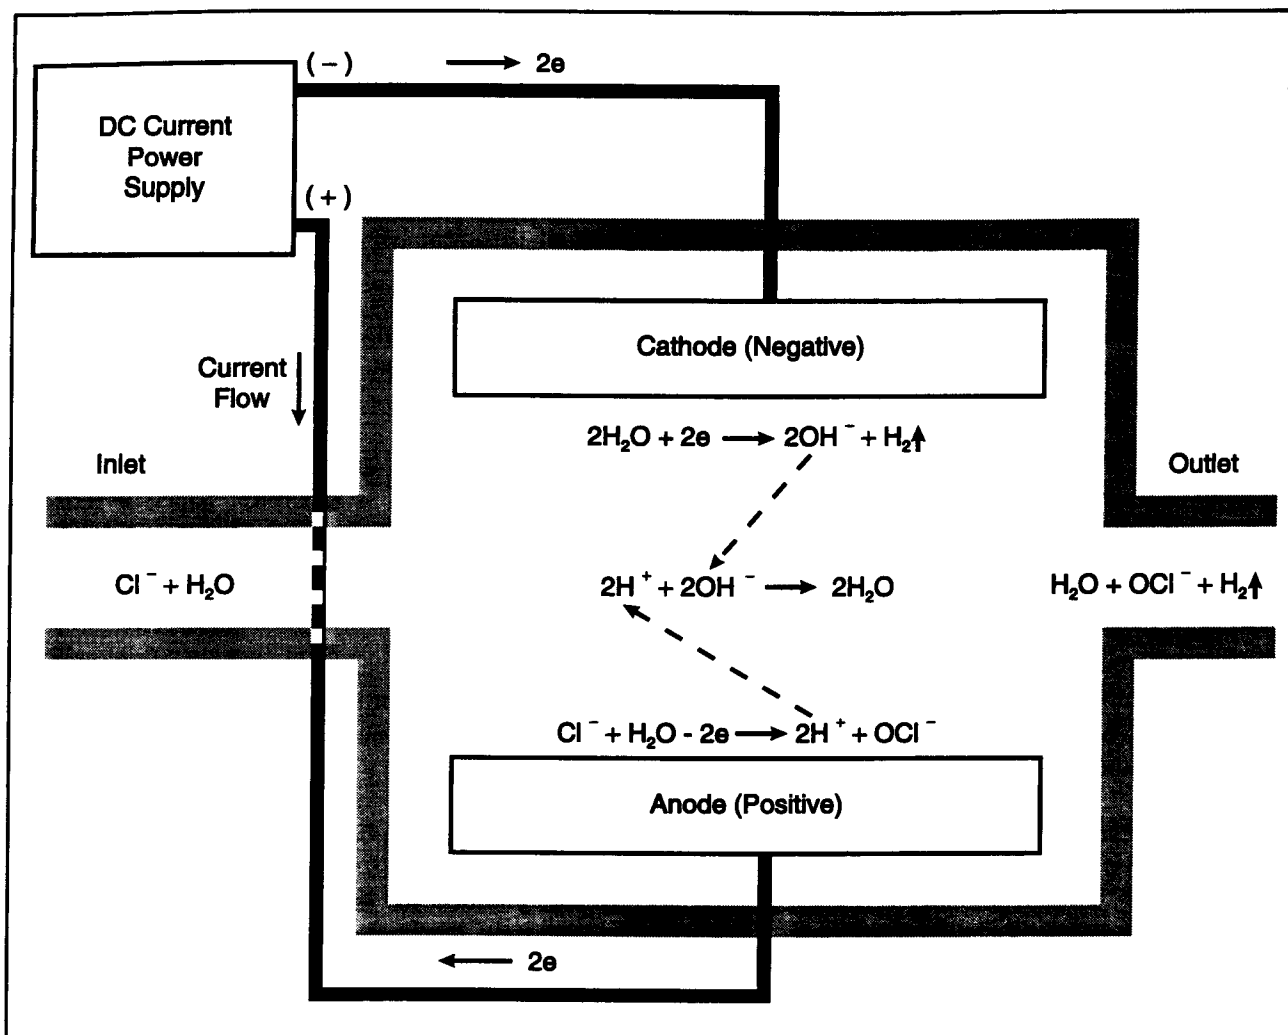 (−)
2e
DC Current
Power
Supply
(+)
Cathode (Negative)
Current
Flow
2H₂O + 2e → 2OH⁻ + H₂↑
Inlet
Outlet
Cl⁻ + H₂O
2H⁺ + 2OH⁻ → 2H₂O
H₂O + OCl⁻ + H₂↑
Cl⁻ + H₂O - 2e → 2H⁺ + OCl⁻
Anode (Positive)
2e